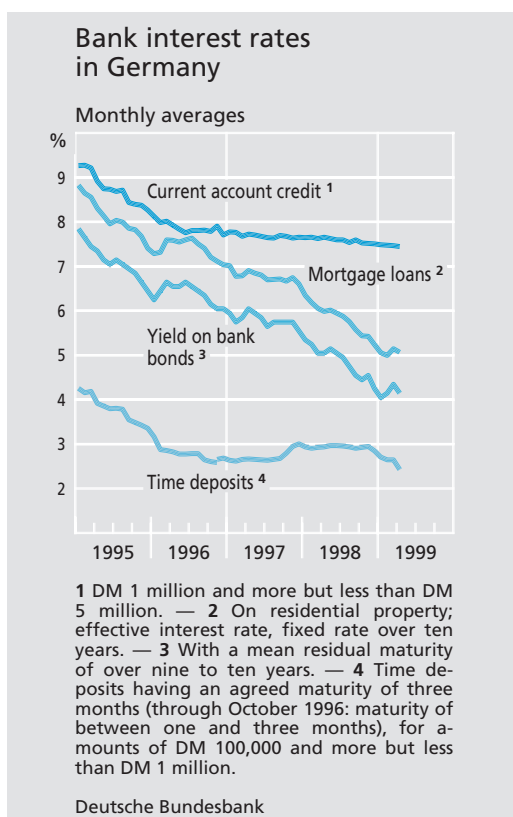 Bank interest rates
in Germany
Monthly averages
%
9
8
7
6
5
4
3
2
Current account credit 1
Mortgage loans 2
Yield on bank
bonds 3
Time deposits 4
1995 1996 1997 1998 1999
1 DM 1 million and more but less than DM
5 million. — 2 On residential property;
effective interest rate, fixed rate over ten
years. — 3 With a mean residual maturity
of over nine to ten years. — 4 Time de-
posits having an agreed maturity of three
months (through October 1996: maturity of
between one and three months), for a-
mounts of DM 100,000 and more but less
than DM 1 million.
Deutsche Bundesbank